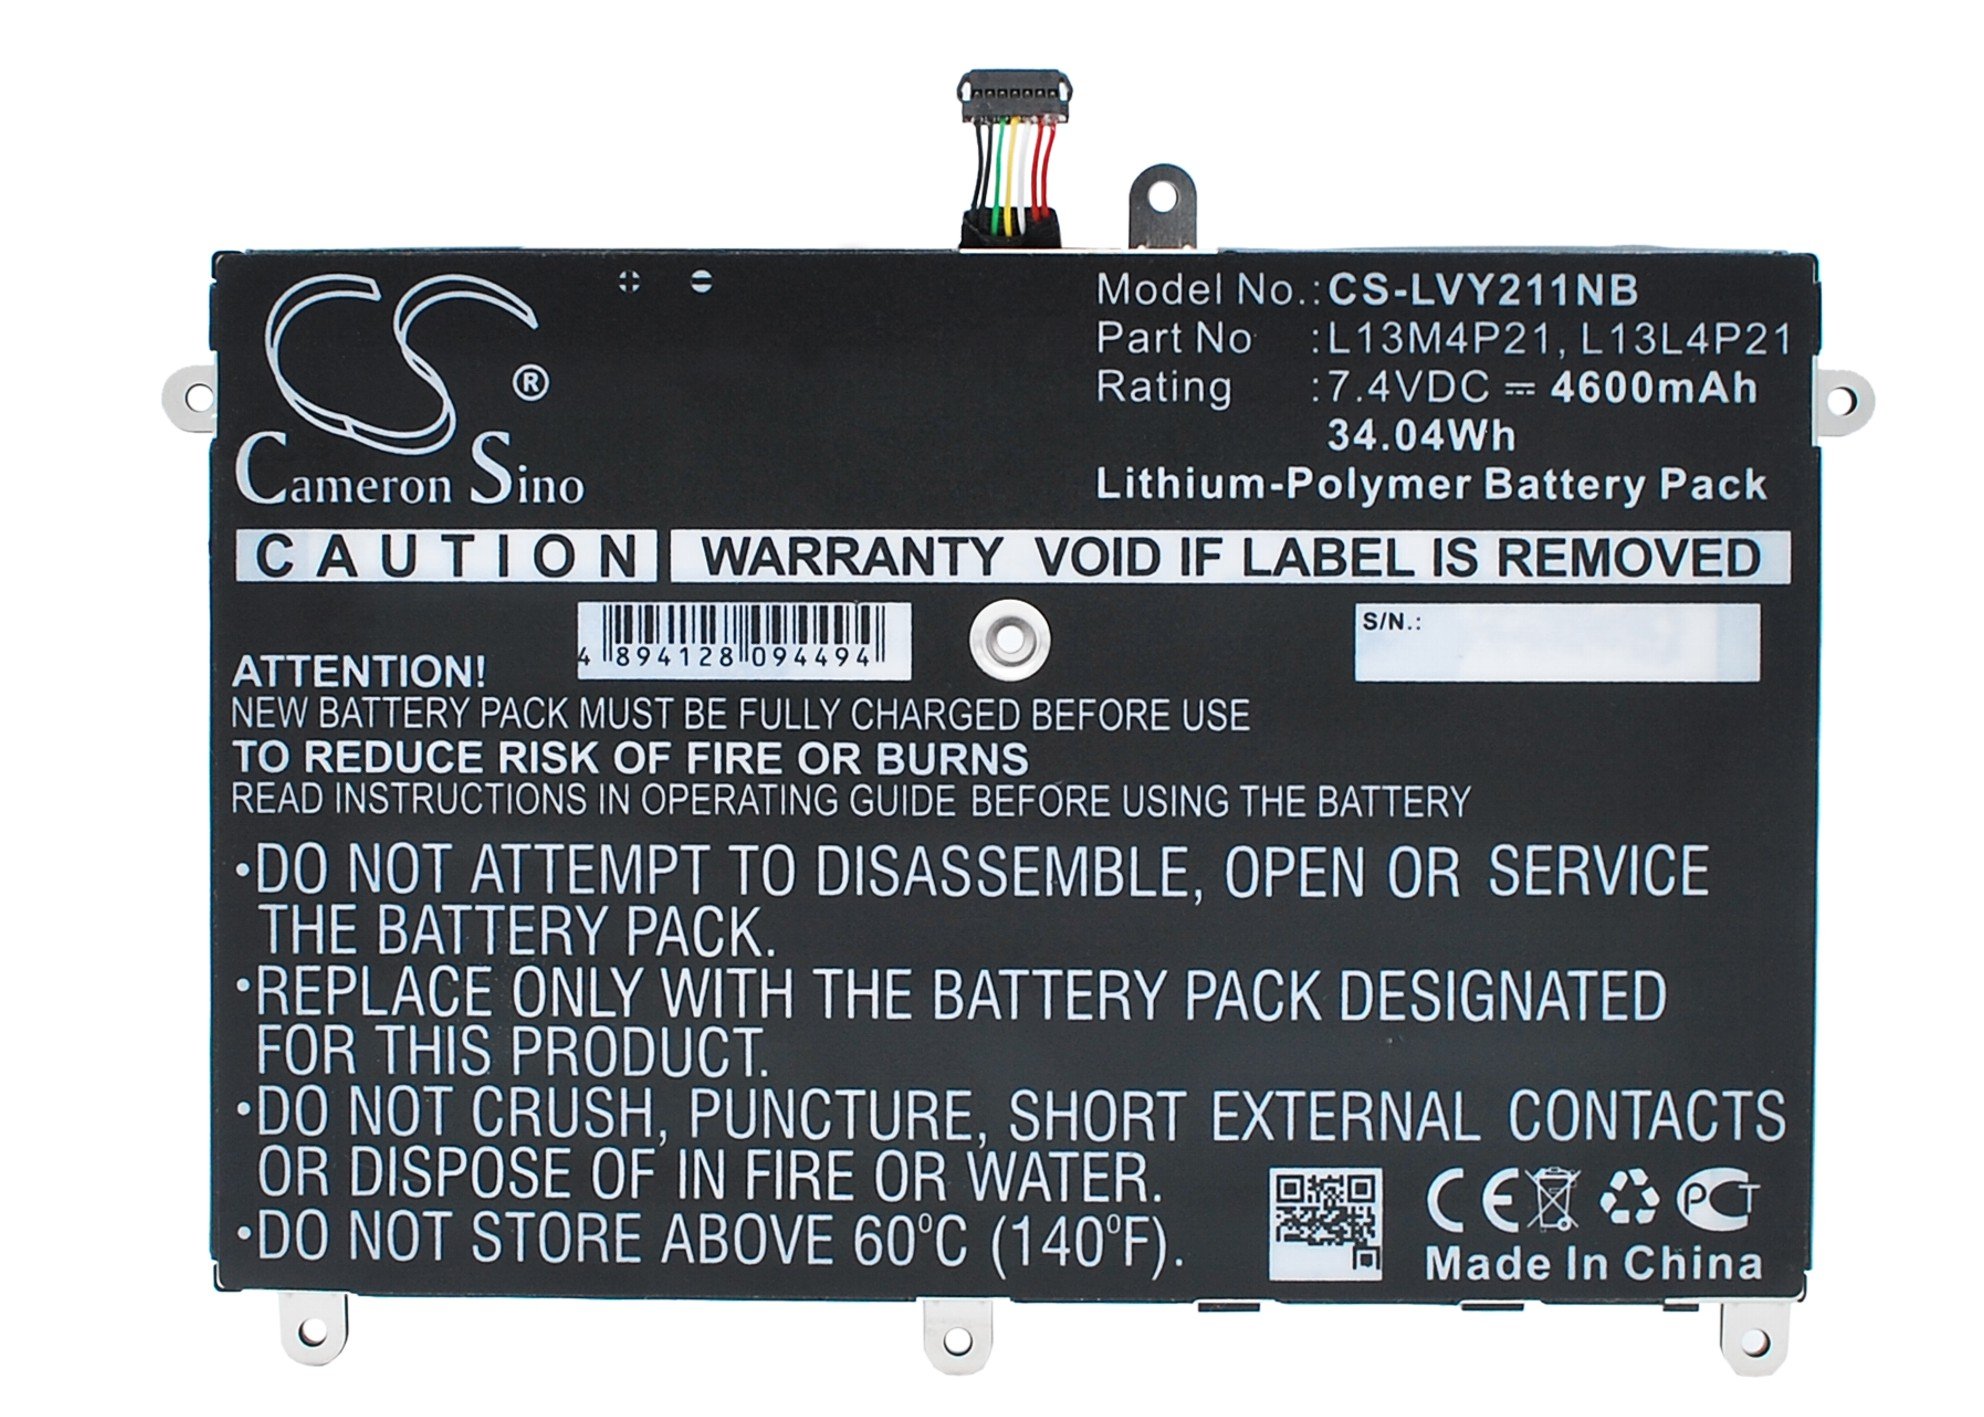 CS®
Cameron Sino
Model No.:CS-LVY211NB
Part No :L13M4P21, L13L4P21
Rating :7.4VDC ⎓ 4600mAh
34.04Wh
Lithium-Polymer Battery Pack
CAUTION WARRANTY VOID IF LABEL IS REMOVED
4 894128 094494
S/N.:
ATTENTION!
NEW BATTERY PACK MUST BE FULLY CHARGED BEFORE USE
TO REDUCE RISK OF FIRE OR BURNS
READ INSTRUCTIONS IN OPERATING GUIDE BEFORE USING THE BATTERY
•DO NOT ATTEMPT TO DISASSEMBLE, OPEN OR SERVICE
THE BATTERY PACK.
•REPLACE ONLY WITH THE BATTERY PACK DESIGNATED
FOR THIS PRODUCT.
•DO NOT CRUSH, PUNCTURE, SHORT EXTERNAL CONTACTS
OR DISPOSE OF IN FIRE OR WATER.
•DO NOT STORE ABOVE 60°C (140°F).
CE PCT
Made In China